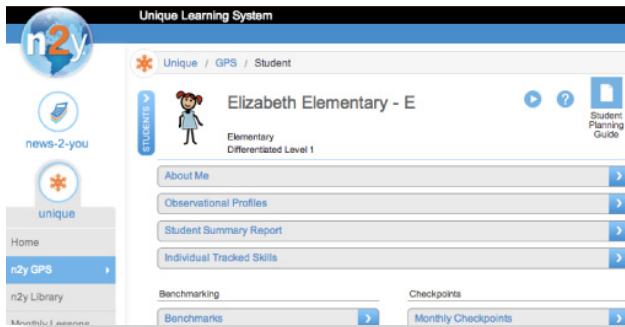 Unique Learning System
n2y
Unique / GPS / Student
STUDENTS
Elizabeth Elementary - E
?
Student
Planning
Guide
Elementary
Differentiated Level 1
news-2-you
unique
About Me
Observational Profiles
Student Summary Report
Individual Tracked Skills
Home
n2y GPS
n2y Library
Monthly Lessons
Benchmarking
Checkpoints
Benchmarks
Monthly Checkpoints